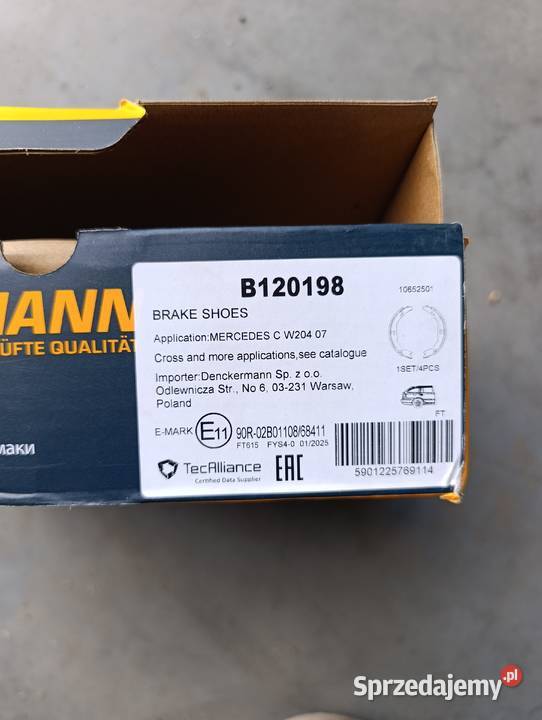 MANN
ÜFTE QUALITÄT
маки
B120198
10652501
BRAKE SHOES
Application:MERCEDES C W204 07
Cross and more applications,see catalogue
1SET/4PCS
Importer:Denckermann Sp. z o.o.
Odlewnicza Str., No 6, 03-231 Warsaw,
Poland
FT
E-MARK E11 90R-02B01108/68411
FT615 FYS4-0 01/2025
TecAlliance
Certified Data Supplier
EAC
5901225769114
Sprzedajemy.pl